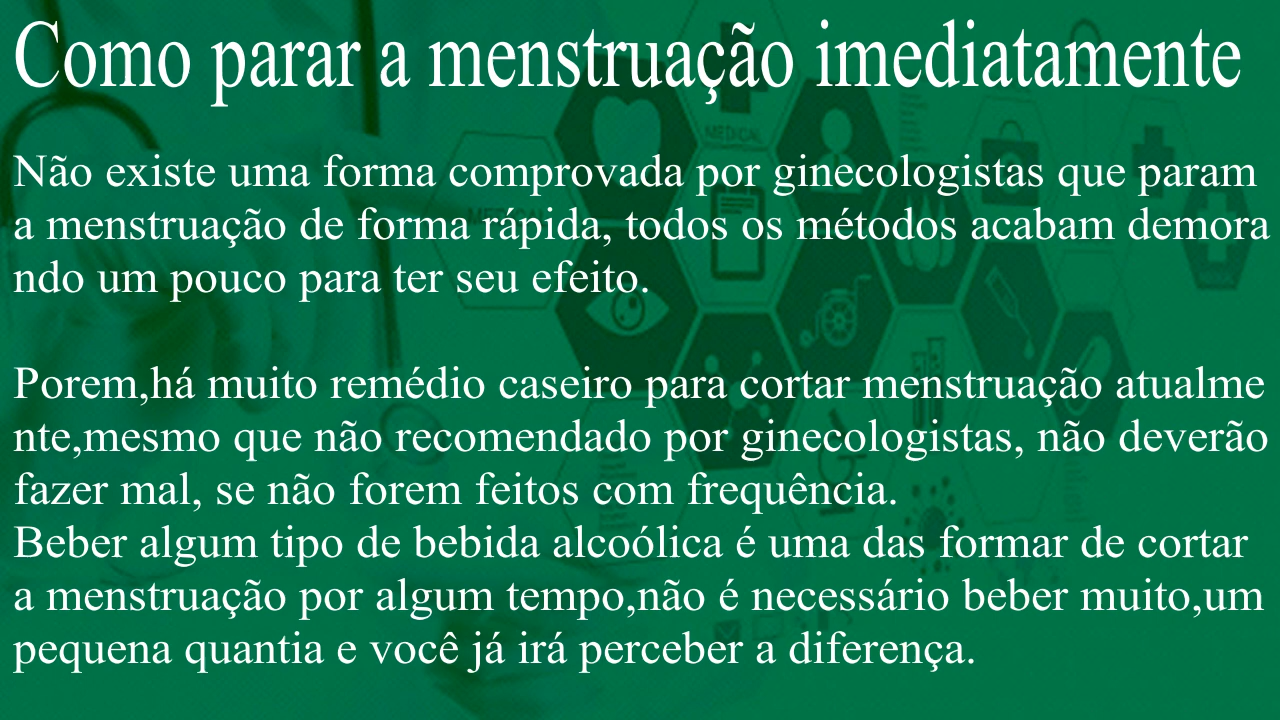 Como parar a menstruação imediatamente
Não existe uma forma comprovada por ginecologistas que param
a menstruação de forma rápida, todos os métodos acabam demora
ndo um pouco para ter seu efeito.
Porem,há muito remédio caseiro para cortar menstruação atualme
nte,mesmo que não recomendado por ginecologistas, não deverão
fazer mal, se não forem feitos com frequência.
Beber algum tipo de bebida alcoólica é uma das formar de cortar
a menstruação por algum tempo,não é necessário beber muito,um
pequena quantia e você já irá perceber a diferença.
MEDICAL